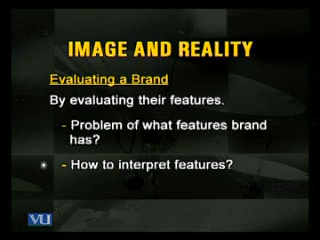 IMAGE AND REALITY
Evaluating a Brand
By evaluating their features.
- Problem of what features brand
has?
- How to interpret features?
VU